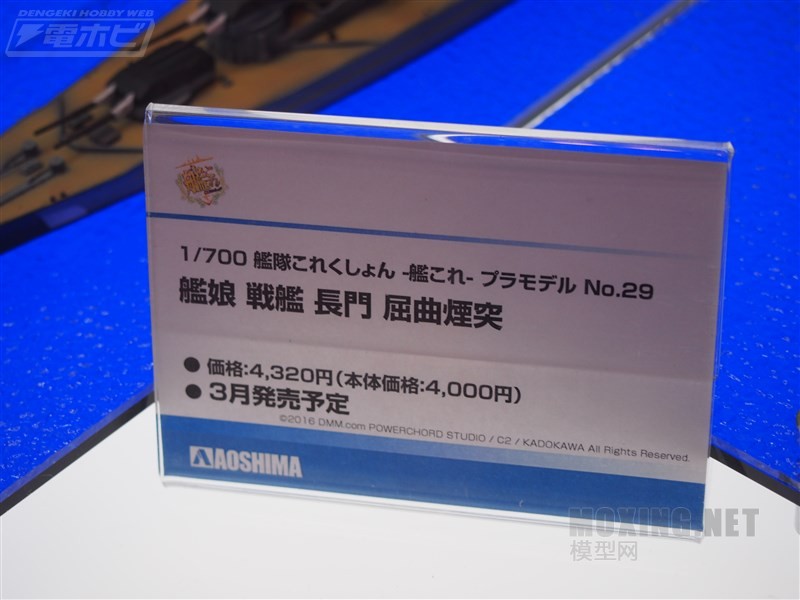 DENGEKI HOBBY WEB
電ホビ
1/700 艦隊これくしょん -艦これ- プラモデル No.29
艦娘 戦艦 長門 屈曲煙突
● 価格:4,320円(本体価格:4,000円)
● 3月発売予定
©2016 DMM.com POWERCHORD STUDIO / C2 / KADOKAWA All Rights Reserved.
AOSHIMA
MOXING.NET
模型网